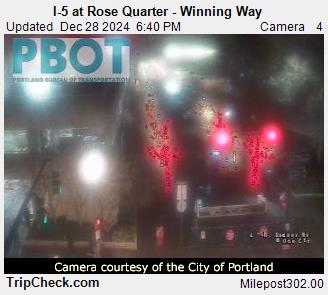 I-5 at Rose Quarter - Winning Way
Updated Dec 28 2024 6:40 PM Camera 4
PBOT
PORTLAND BUREAU OF TRANSPORTATION
Camera courtesy of the City of Portland
TripCheck.com Milepost302.00